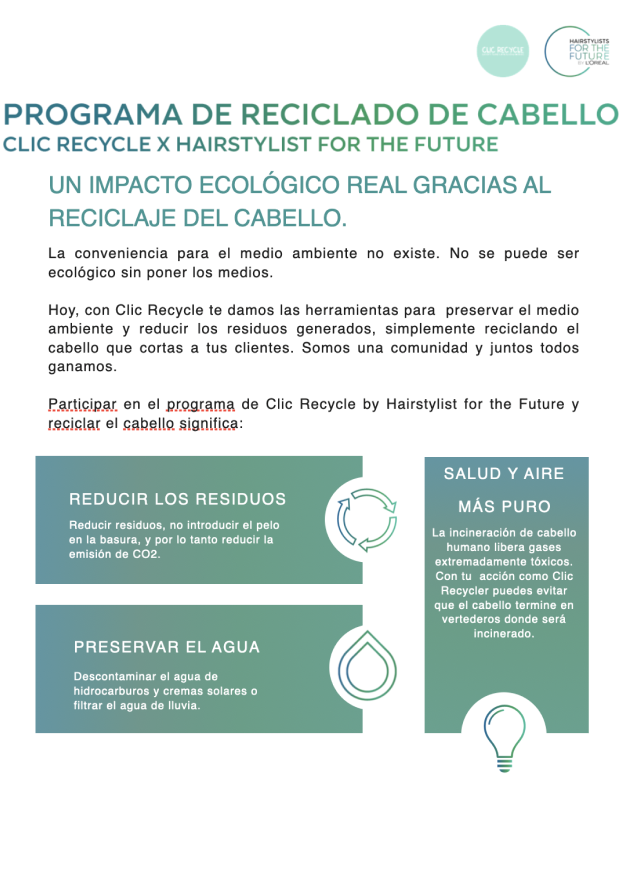 CLIC RECYCLE
HAIRSTYLISTS
FOR THE
FUTURE
BY L'ORÉAL
PROGRAMA DE RECICLADO DE CABELLO
CLIC RECYCLE X HAIRSTYLIST FOR THE FUTURE
UN IMPACTO ECOLÓGICO REAL GRACIAS AL
RECICLAJE DEL CABELLO.
La conveniencia para el medio ambiente no existe. No se puede ser
ecológico sin poner los medios.
Hoy, con Clic Recycle te damos las herramientas para preservar el medio
ambiente y reducir los residuos generados, simplemente reciclando el
cabello que cortas a tus clientes. Somos una comunidad y juntos todos
ganamos.
Participar en el programa de Clic Recycle by Hairstylist for the Future y
reciclar el cabello significa:
REDUCIR LOS RESIDUOS
Reducir residuos, no introducir el pelo
en la basura, y por lo tanto reducir la
emisión de CO2.
PRESERVAR EL AGUA
Descontaminar el agua de
hidrocarburos y cremas solares o
filtrar el agua de lluvia.
SALUD Y AIRE
MÁS PURO
La incineración de cabello
humano libera gases
extremadamente tóxicos.
Con tu acción como Clic
Recycler puedes evitar
que el cabello termine en
vertederos donde será
incinerado.